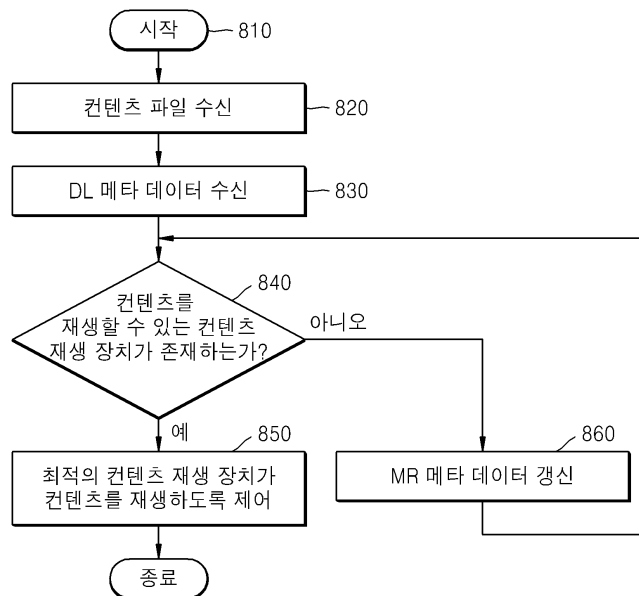 시작
810
컨텐츠 파일 수신
820
DL 메타 데이터 수신
830
840
컨텐츠를
재생할 수 있는 컨텐츠
재생 장치가 존재하는가?
아니오
예
850
최적의 컨텐츠 재생 장치가
컨텐츠를 재생하도록 제어
860
MR 메타 데이터 갱신
종료